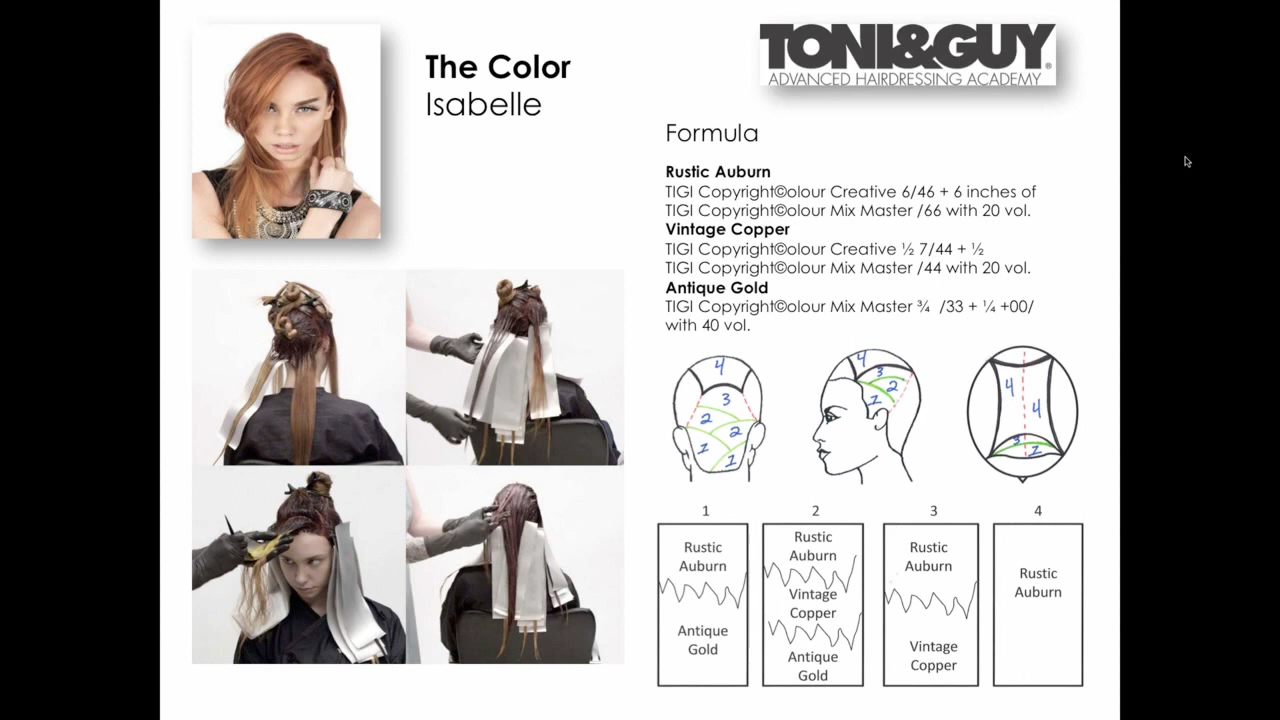 The Color
Isabelle
TONI&GUY®
ADVANCED HAIRDRESSING ACADEMY
Formula
Rustic Auburn
TIGI Copyright©olour Creative 6/46 + 6 inches of
TIGI Copyright©olour Mix Master /66 with 20 vol.
Vintage Copper
TIGI Copyright©olour Creative ½ 7/44 + ½
TIGI Copyright©olour Mix Master /44 with 20 vol.
Antique Gold
TIGI Copyright©olour Mix Master ¾ /33 + ¼ +00/
with 40 vol.
4
3
2
2
1
1
4
3
2
1
4
4
3
1
1
Rustic
Auburn
Antique
Gold
2
Rustic
Auburn
Vintage
Copper
Antique
Gold
3
Rustic
Auburn
Vintage
Copper
4
Rustic
Auburn